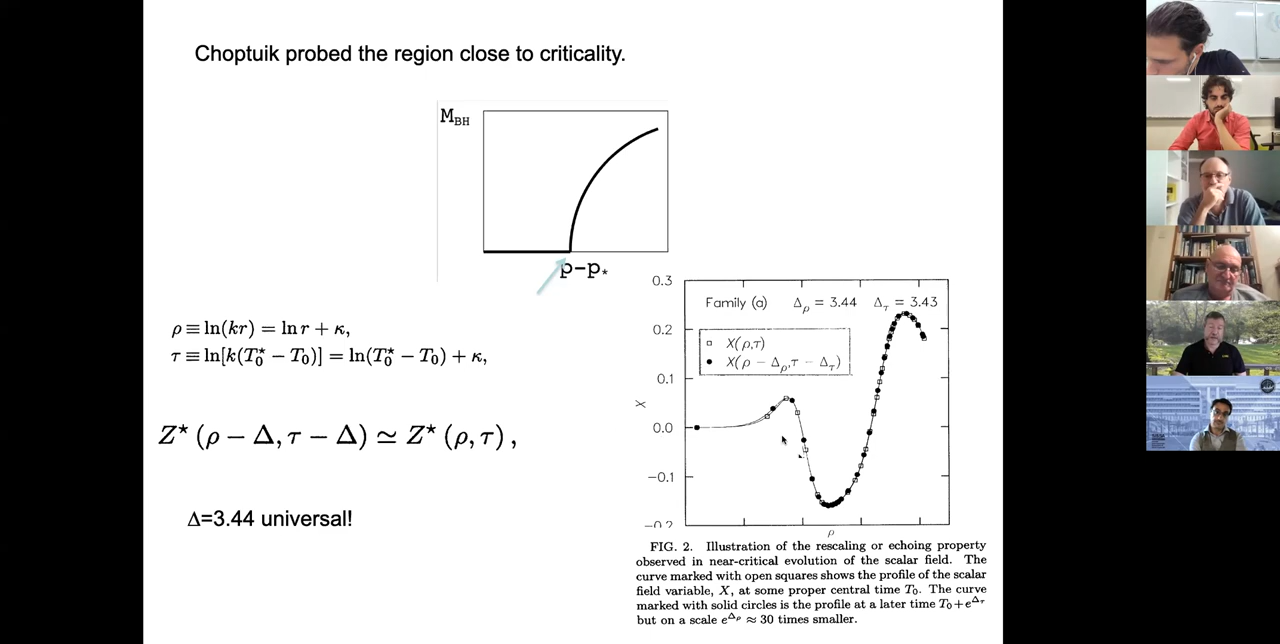 Choptuik probed the region close to criticality.
M_BH
p-p⋆
ρ ≡ ln(kr) = ln r + κ,
τ ≡ ln[k(T₀* − T₀)] = ln(T₀* − T₀) + κ,
Z* (ρ − Δ, τ − Δ) ≃ Z* (ρ, τ) ,
Δ=3.44 universal!
0.3
0.2
0.1
0.0
−0.1
−0.2
X
Family (a) Δρ = 3.44 Δτ = 3.43
□ X(ρ,τ)
● X(ρ − Δρ,τ − Δτ)
ρ
FIG. 2. Illustration of the rescaling or echoing property
observed in near-critical evolution of the scalar field. The
curve marked with open squares shows the profile of the scalar
field variable, X, at some proper central time T₀. The curve
marked with solid circles is the profile at a later time T₀+e^Δτ
but on a scale e^Δρ ≈ 30 times smaller.